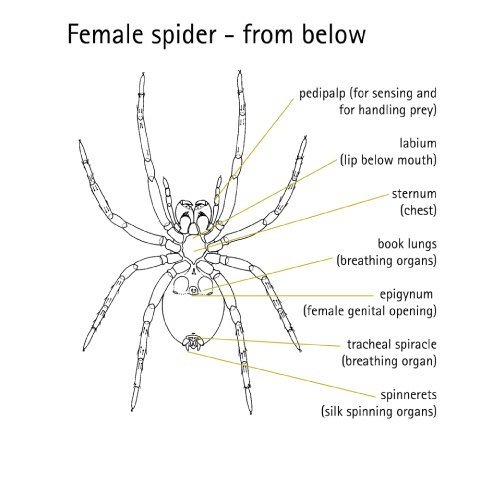 Female spider - from below
pedipalp (for sensing and
for handling prey)
labium
(lip below mouth)
sternum
(chest)
book lungs
(breathing organs)
epigynum
(female genital opening)
tracheal spiracle
(breathing organ)
spinnerets
(silk spinning organs)